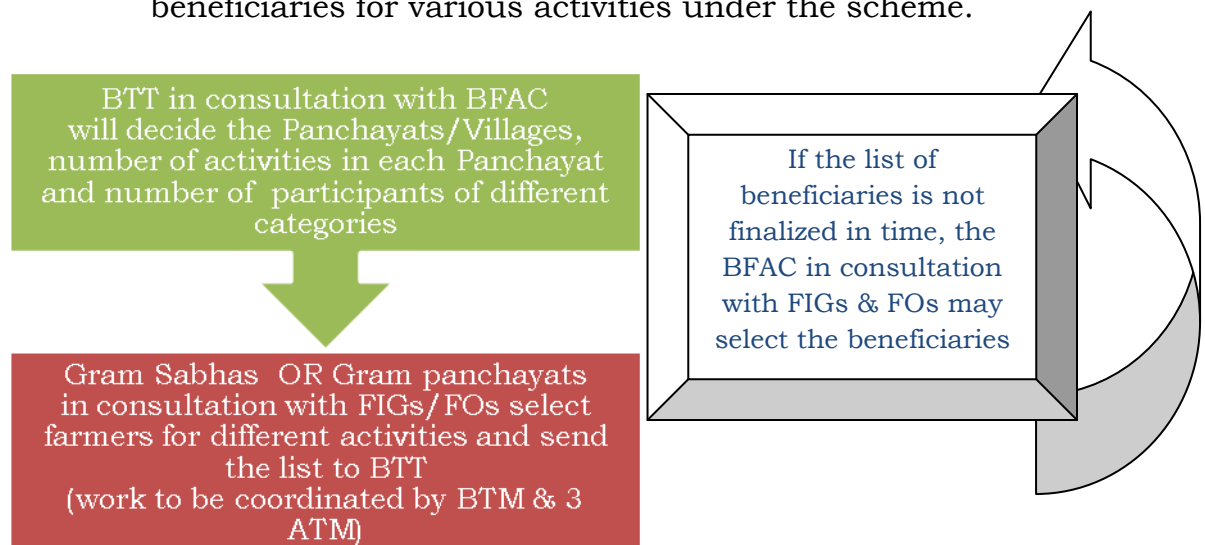 beneficiaries for various activities under the scheme.
BTT in consultation with BFAC
will decide the Panchayats/Villages,
number of activities in each Panchayat
and number of participants of different
categories
Gram Sabhas OR Gram panchayats
in consultation with FIGs/FOs select
farmers for different activities and send
the list to BTT
(work to be coordinated by BTM & 3
ATM)
If the list of
beneficiaries is not
finalized in time, the
BFAC in consultation
with FIGs & FOs may
select the beneficiaries